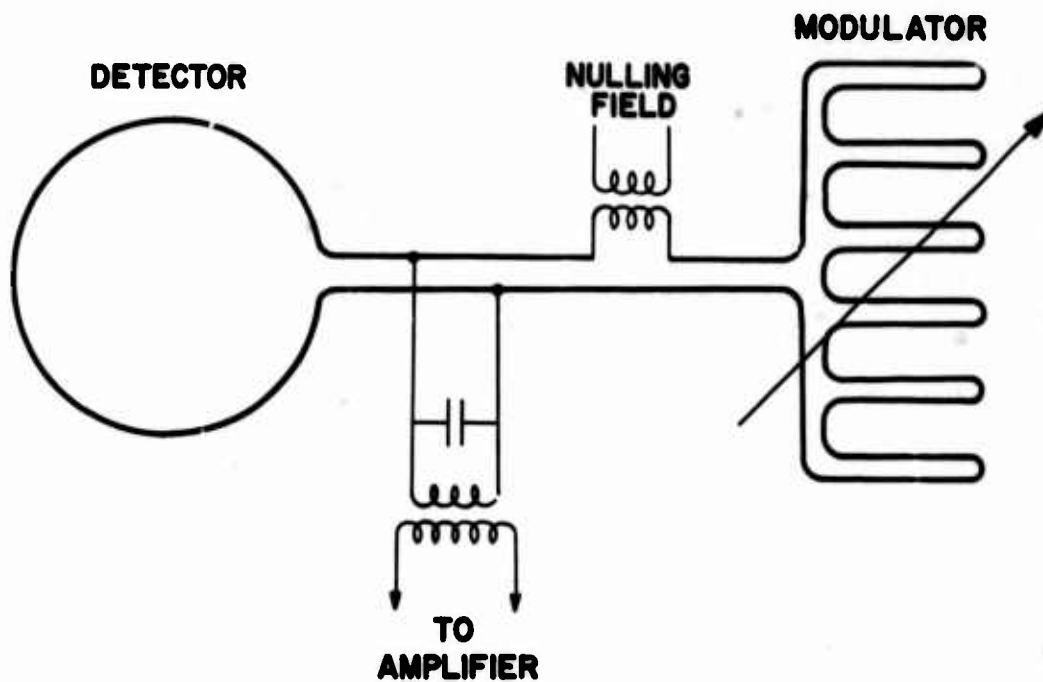 MODULATOR
DETECTOR
NULLING
FIELD
TO
AMPLIFIER